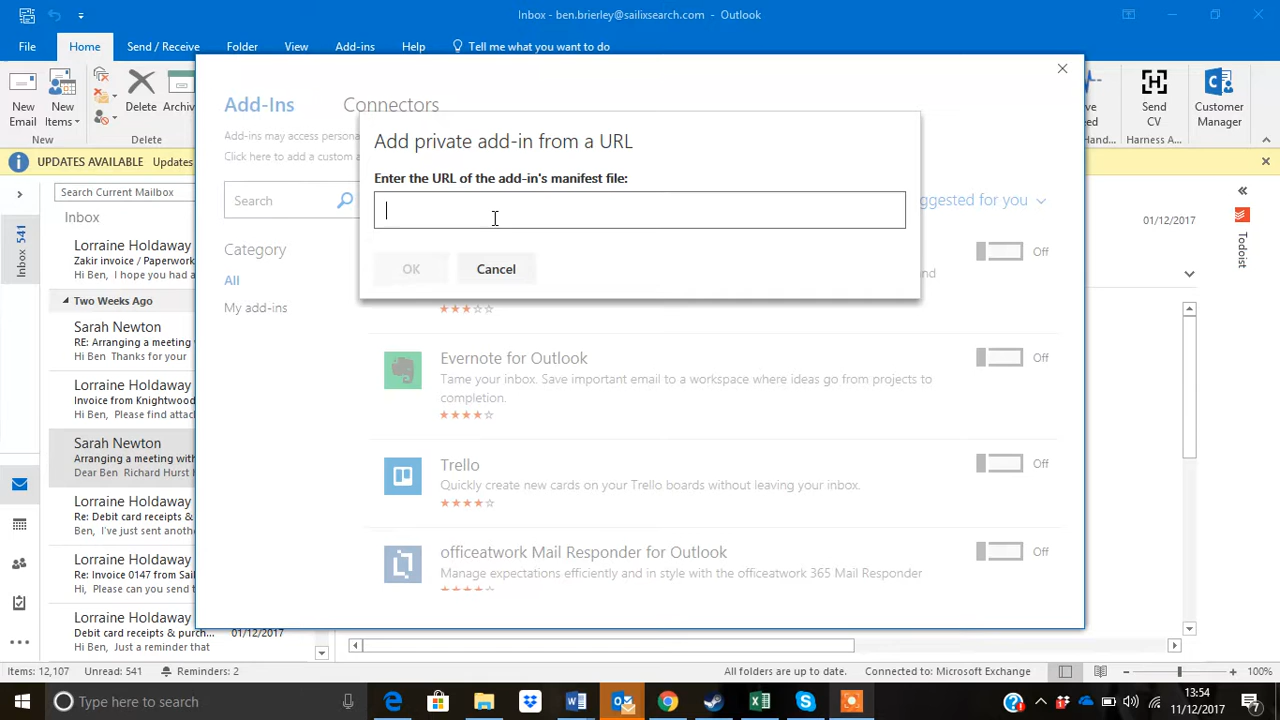 Inbox - ben.brierley@sailixsearch.com - Outlook
File
Home
Send / Receive
Folder
View
Add-ins
Help
Tell me what you want to do
New
Email
New
Items
New
Delete
Archiv
Delete
Send
CV
Harness A...
Customer
Manager
UPDATES AVAILABLE Updates
Search Current Mailbox
Inbox
Inbox 541
Lorraine Holdaway
Zakir invoice / Paperwork
Hi Ben, I hope you had a
Two Weeks Ago
Sarah Newton
RE: Arranging a meeting
Hi Ben Thanks for your
Lorraine Holdaway
Invoice from Knightwood
Hi Ben, Please find attac
Sarah Newton
Arranging a meeting with
Dear Ben Richard Hurst
Lorraine Holdaway
Re: Debit card receipts &
Ben, I've just sent anothe
Lorraine Holdaway
Re: Invoice 0147 from Sail
Hi, Please can you send t
Lorraine Holdaway
Debit card receipts & purch... 01/12/2017
Hi Ben, Just a reminder that
Add-Ins
Connectors
Add-ins may access persona
Click here to add a custom a
Search
Category
All
My add-ins
ggested for you
Add private add-in from a URL
Enter the URL of the add-in's manifest file:
OK
Cancel
Off
and
Evernote for Outlook
Off
Tame your inbox. Save important email to a workspace where ideas go from projects to
completion.
Trello
Off
Quickly create new cards on your Trello boards without leaving your inbox.
officeatwork Mail Responder for Outlook
Off
Manage expectations efficiently and in style with the officeatwork 365 Mail Responder
01/12/2017
Todoist
Items: 12,107 Unread: 541 Reminders: 2
All folders are up to date. Connected to: Microsoft Exchange
100%
Type here to search
13:54
11/12/2017
7